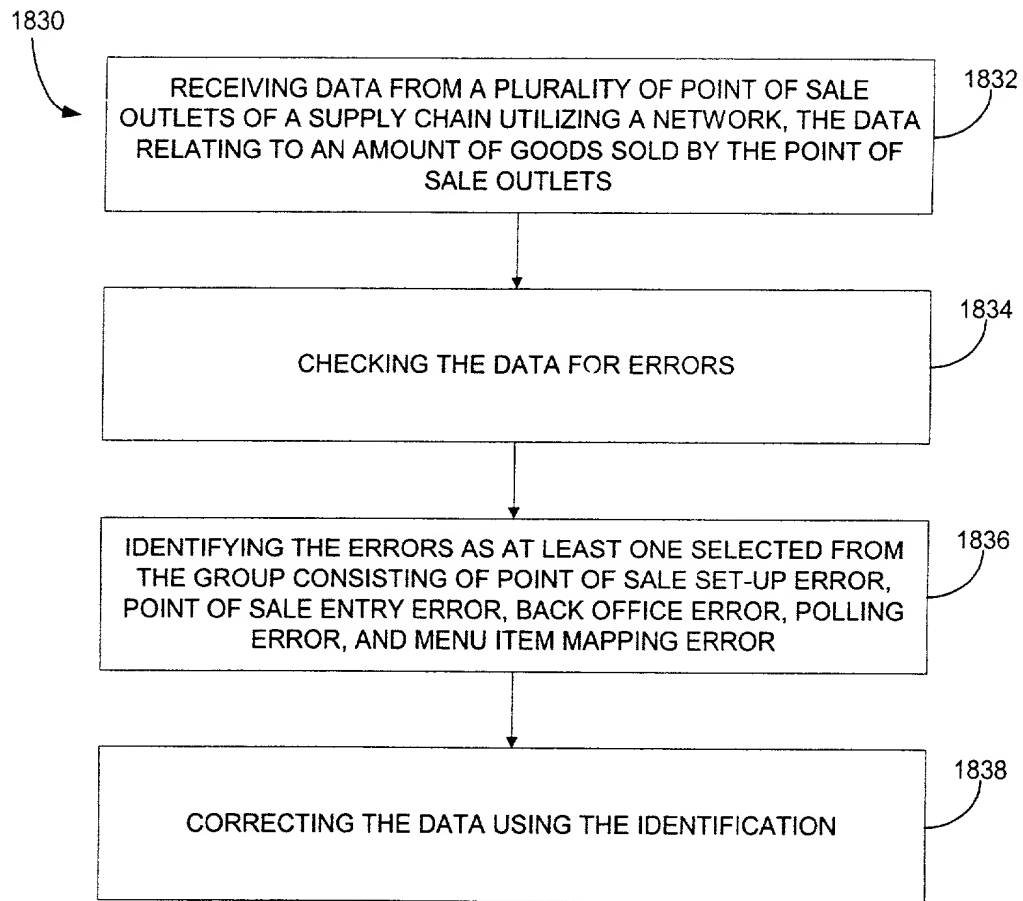 1830
1832
RECEIVING DATA FROM A PLURALITY OF POINT OF SALE
OUTLETS OF A SUPPLY CHAIN UTILIZING A NETWORK, THE DATA
RELATING TO AN AMOUNT OF GOODS SOLD BY THE POINT OF
SALE OUTLETS
1834
CHECKING THE DATA FOR ERRORS
1836
IDENTIFYING THE ERRORS AS AT LEAST ONE SELECTED FROM
THE GROUP CONSISTING OF POINT OF SALE SET-UP ERROR,
POINT OF SALE ENTRY ERROR, BACK OFFICE ERROR, POLLING
ERROR, AND MENU ITEM MAPPING ERROR
1838
CORRECTING THE DATA USING THE IDENTIFICATION